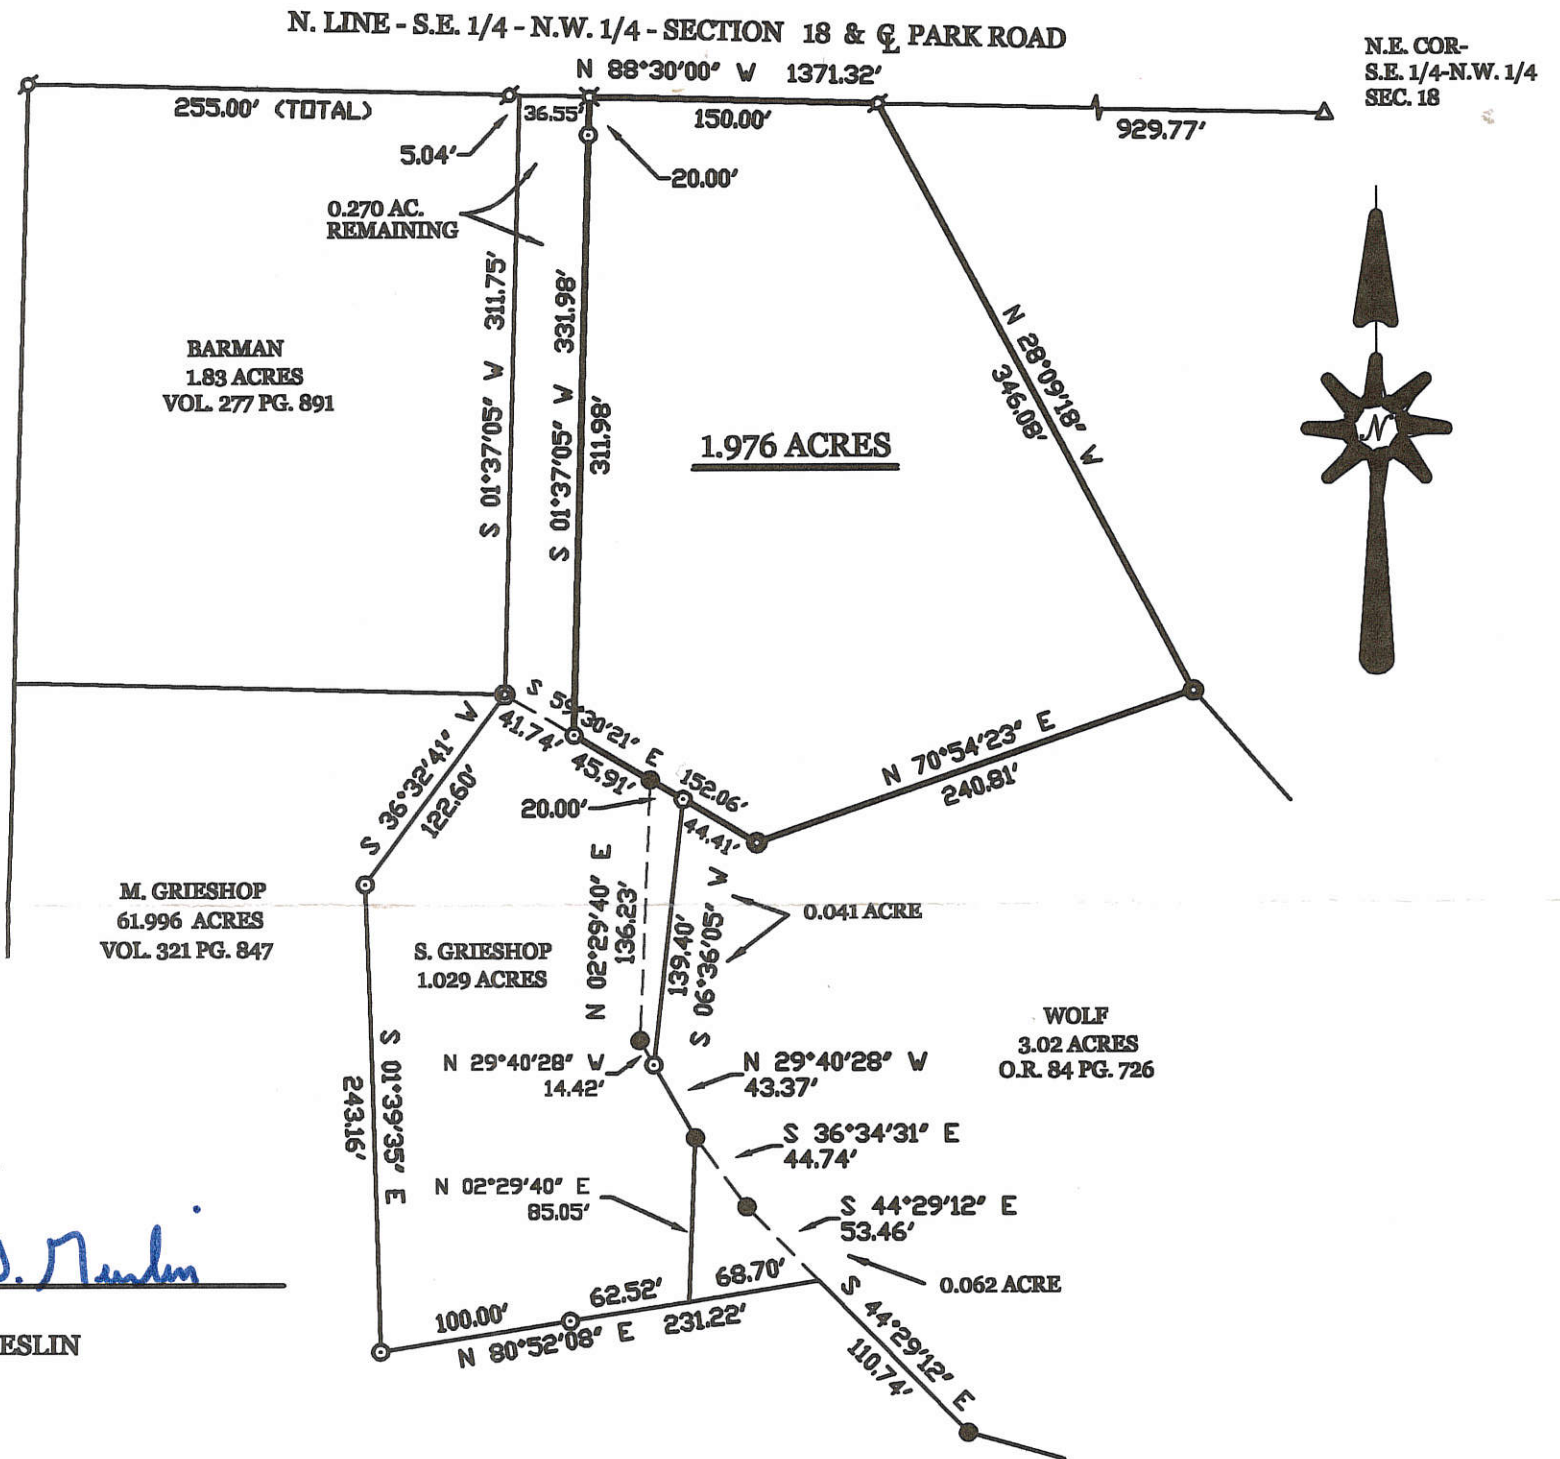 N. LINE - S.E. 1/4 - N.W. 1/4 - SECTION 18 & ℄ PARK ROAD
N.E. COR-
S.E. 1/4-N.W. 1/4
SEC. 18
N 88°30'00" W 1371.32'
255.00' (TOTAL)
36.55'
150.00'
929.77'
5.04'
20.00'
0.270 AC.
REMAINING
S 01°37'05" W 311.75'
S 01°37'05" W 331.98'
311.98'
N 28°09'18" W
346.08'
BARMAN
1.83 ACRES
VOL. 277 PG. 891
1.976 ACRES
N
S 59°30'21" E
41.74'
45.91'
152.06'
20.00'
44.41'
N 70°54'23" E
240.81'
S 36°32'41" W
122.60'
N 02°29'40" E
136.23'
139.40'
S 06°36'05" W
0.041 ACRE
M. GRIESHOP
61.996 ACRES
VOL. 321 PG. 847
S. GRIESHOP
1.029 ACRES
WOLF
3.02 ACRES
O.R. 84 PG. 726
S 01°39'35" E
243.16'
N 29°40'28" W
14.42'
N 29°40'28" W
43.37'
S 36°34'31" E
44.74'
N 02°29'40" E
85.05'
S 44°29'12" E
53.46'
0.062 ACRE
100.00'
62.52'
68.70'
N 80°52'08" E 231.22'
S 44°29'12" E
110.74'
ESLIN